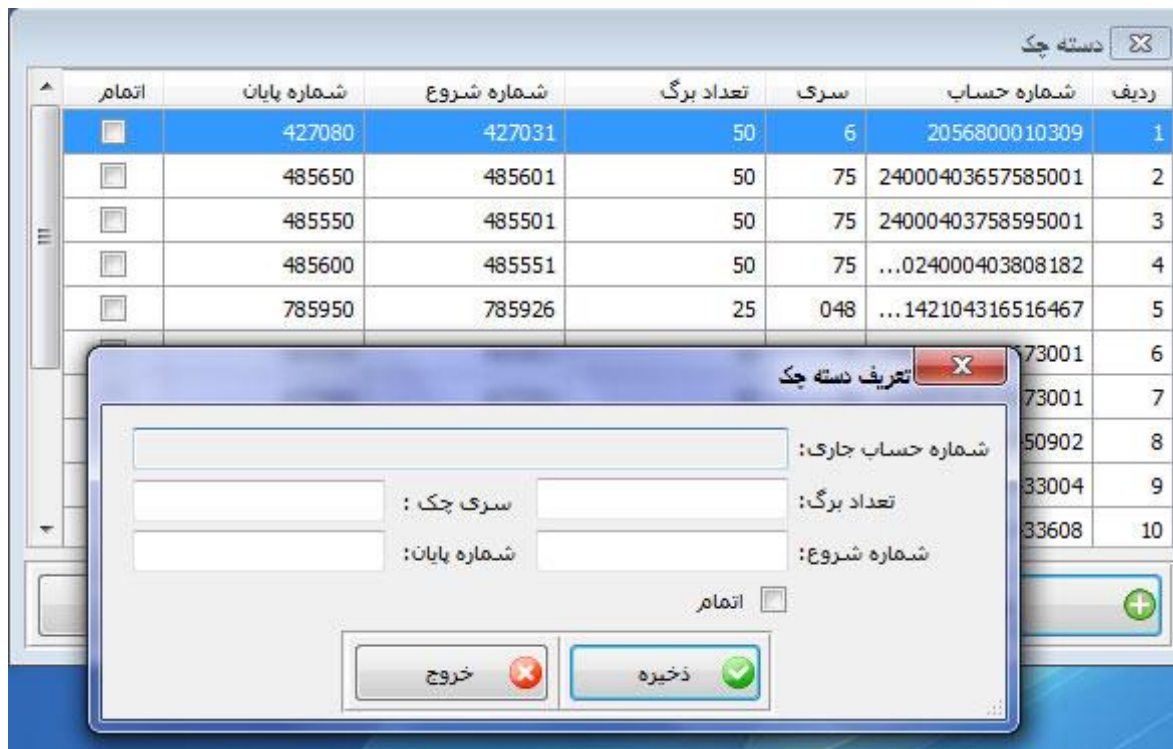 دسته چک
ردیف شماره حساب سری تعداد برگ شماره شروع شماره پایان اتمام
1 2056800010309 6 50 427031 427080
2 24000403657585001 75 50 485601 485650
3 24000403758595001 75 50 485501 485550
4 024000403808182... 75 50 485551 485600
5 142104316516467... 048 25 785926 785950
6 73001
7 73001
8 50902
9 33004
10 33608
تعریف دسته چک
شماره حساب جاری:
تعداد برگ: سری چک :
شماره شروع: شماره پایان:
اتمام
ذخیره خروج